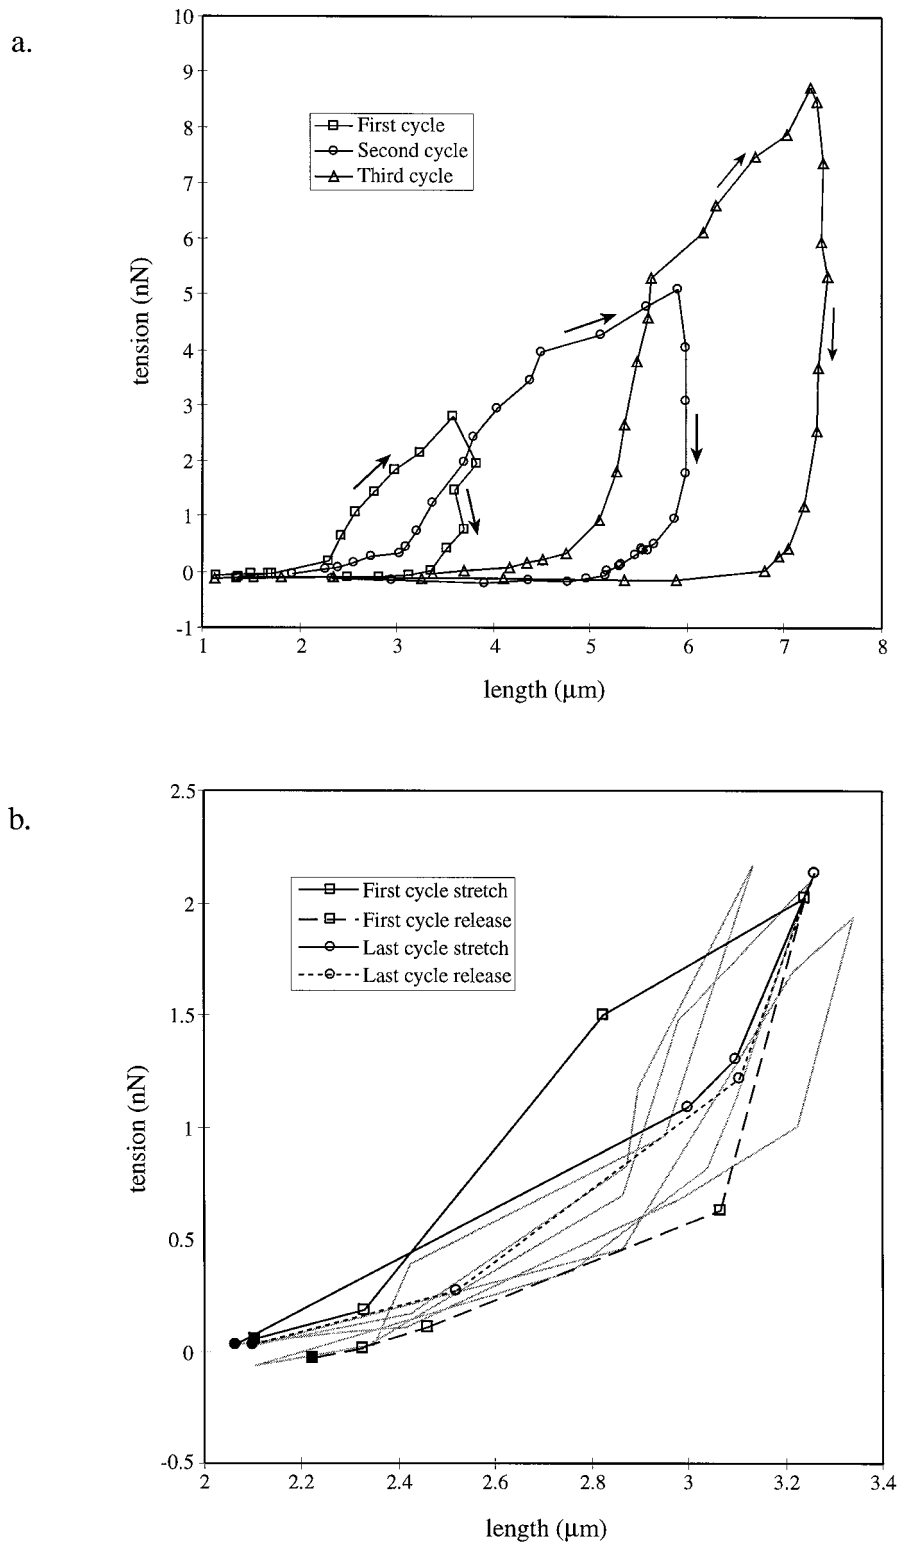 a.
10
9
8
7
6
5
4
3
2
1
0
-1
tension (nN)
First cycle
Second cycle
Third cycle
1 2 3 4 5 6 7 8
length (μm)
b.
2.5
2
1.5
1
0.5
0
-0.5
tension (nN)
First cycle stretch
First cycle release
Last cycle stretch
Last cycle release
2 2.2 2.4 2.6 2.8 3 3.2 3.4
length (μm)